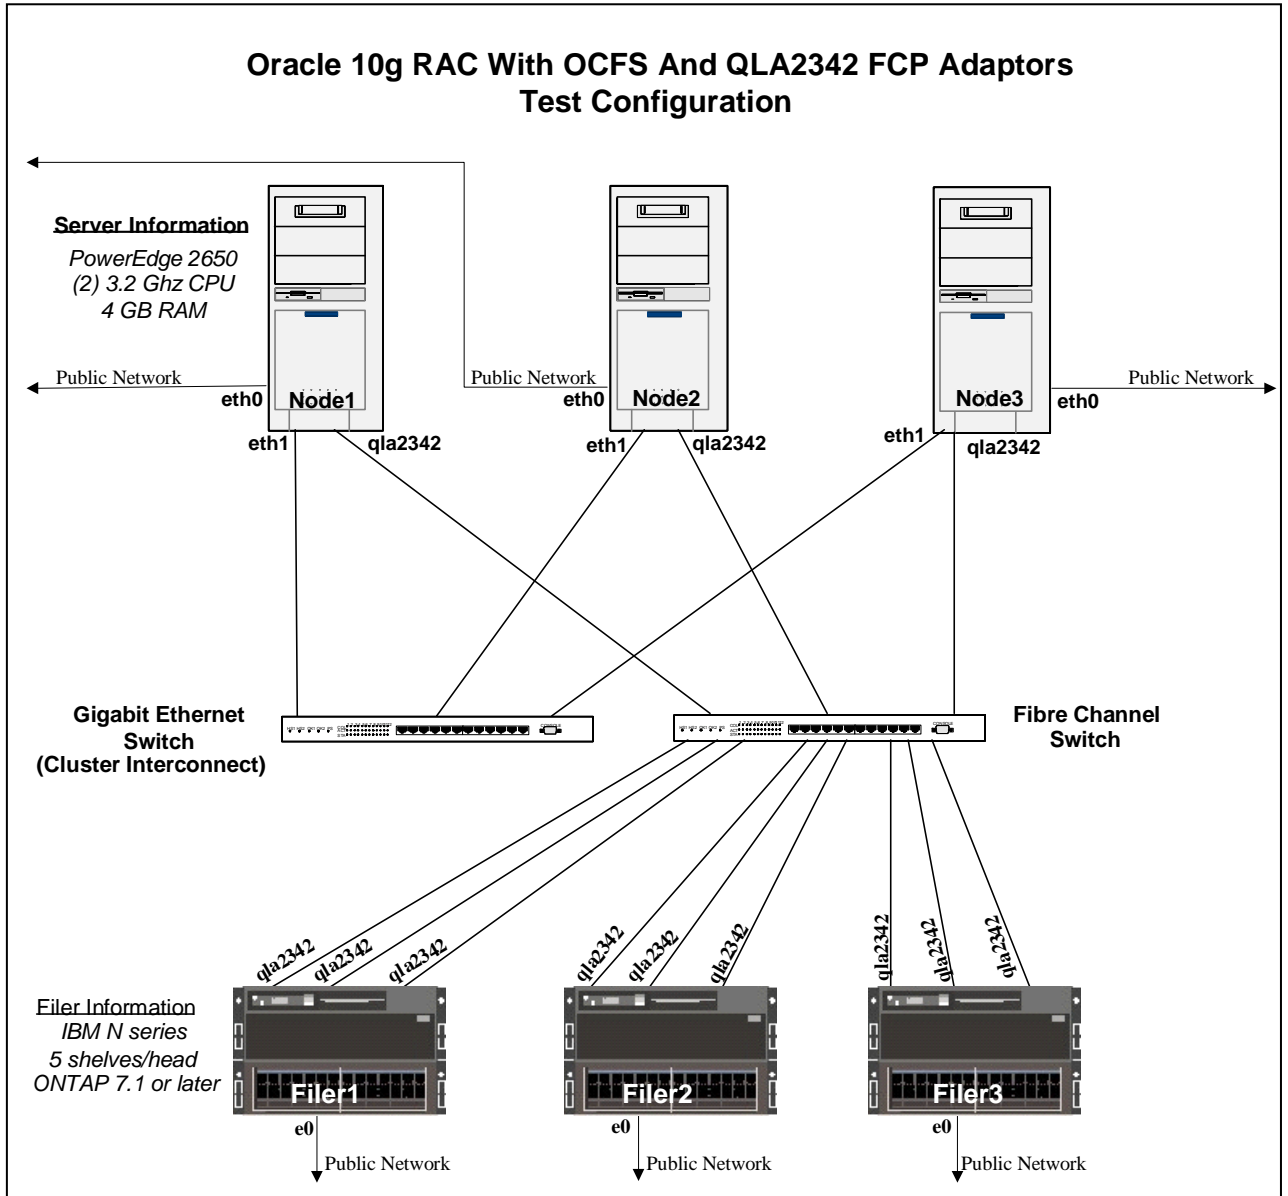 Oracle 10g RAC With OCFS And QLA2342 FCP Adaptors
Test Configuration
Server Information
PowerEdge 2650
(2) 3.2 Ghz CPU
4 GB RAM
Public Network
eth0
Node1
eth1
qla2342
Public Network
eth0
Node2
eth1
qla2342
Public Network
eth0
Node3
eth1
qla2342
Gigabit Ethernet
Switch
(Cluster Interconnect)
Fibre Channel
Switch
qla2342
qla2342
qla2342
qla2342
qla2342
qla2342
qla2342
qla2342
qla2342
Filer Information
IBM N series
5 shelves/head
ONTAP 7.1 or later
Filer1
Filer2
Filer3
e0
Public Network
e0
Public Network
e0
Public Network